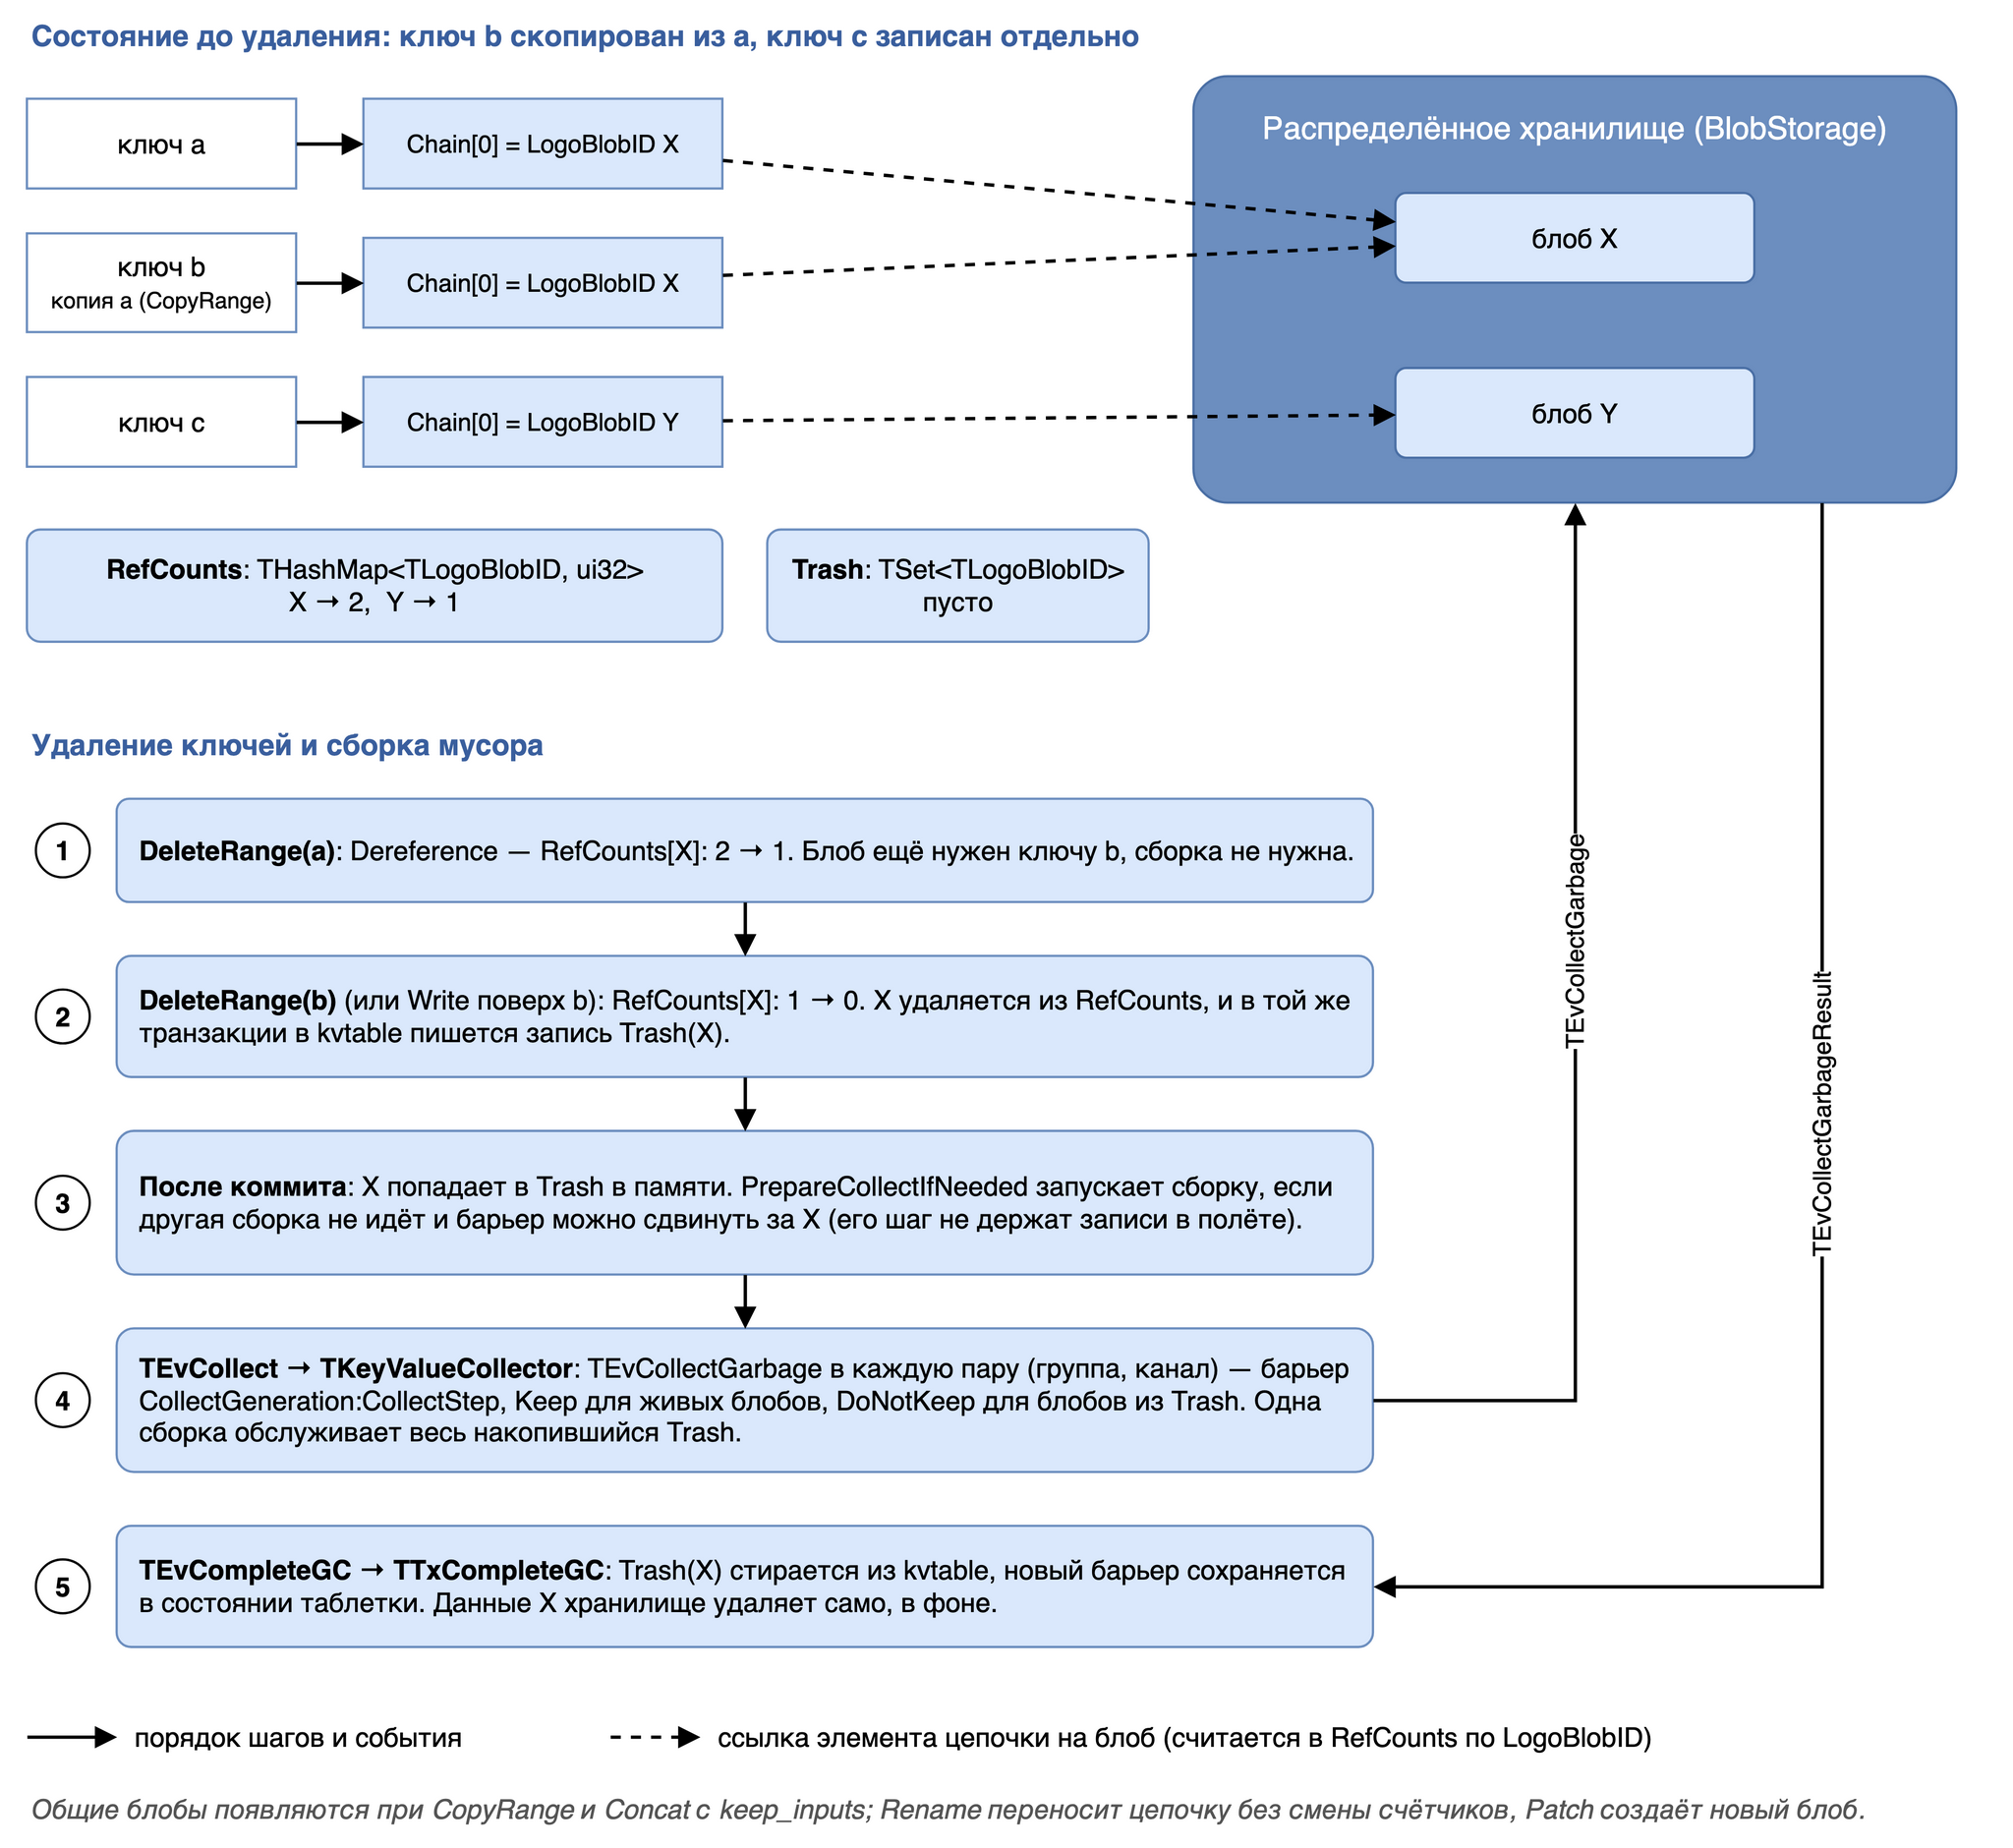 Состояние до удаления: ключ b скопирован из a, ключ c записан отдельно
ключ a
Chain[0] = LogoBlobID X
Распределённое хранилище (BlobStorage)
блоб X
ключ b
копия a (CopyRange)
Chain[0] = LogoBlobID X
ключ c
Chain[0] = LogoBlobID Y
блоб Y
RefCounts: THashMap<TLogoBlobID, ui32>
X → 2, Y → 1
Trash: TSet<TLogoBlobID>
пусто
Удаление ключей и сборка мусора
1
DeleteRange(a): Dereference — RefCounts[X]: 2 → 1. Блоб ещё нужен ключу b, сборка не нужна.
2
DeleteRange(b) (или Write поверх b): RefCounts[X]: 1 → 0. X удаляется из RefCounts, и в той же
транзакции в kvtable пишется запись Trash(X).
3
После коммита: X попадает в Trash в памяти. PrepareCollectIfNeeded запускает сборку, если
другая сборка не идёт и барьер можно сдвинуть за X (его шаг не держат записи в полёте).
4
TEvCollect → TKeyValueCollector: TEvCollectGarbage в каждую пару (группа, канал) — барьер
CollectGeneration:CollectStep, Keep для живых блобов, DoNotKeep для блобов из Trash. Одна
сборка обслуживает весь накопившийся Trash.
TEvCollectGarbage
TEvCollectGarbageResult
5
TEvCompleteGC → TTxCompleteGC: Trash(X) стирается из kvtable, новый барьер сохраняется
в состоянии таблетки. Данные X хранилище удаляет само, в фоне.
порядок шагов и события
ссылка элемента цепочки на блоб (считается в RefCounts по LogoBlobID)
Общие блобы появляются при CopyRange и Concat с keep_inputs; Rename переносит цепочку без смены счётчиков, Patch создаёт новый блоб.